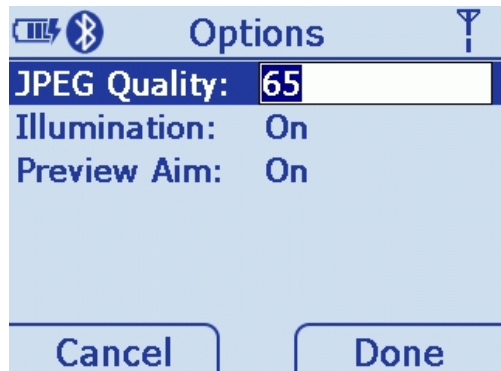 Options
JPEG Quality: 65
Illumination: On
Preview Aim: On
Cancel Done